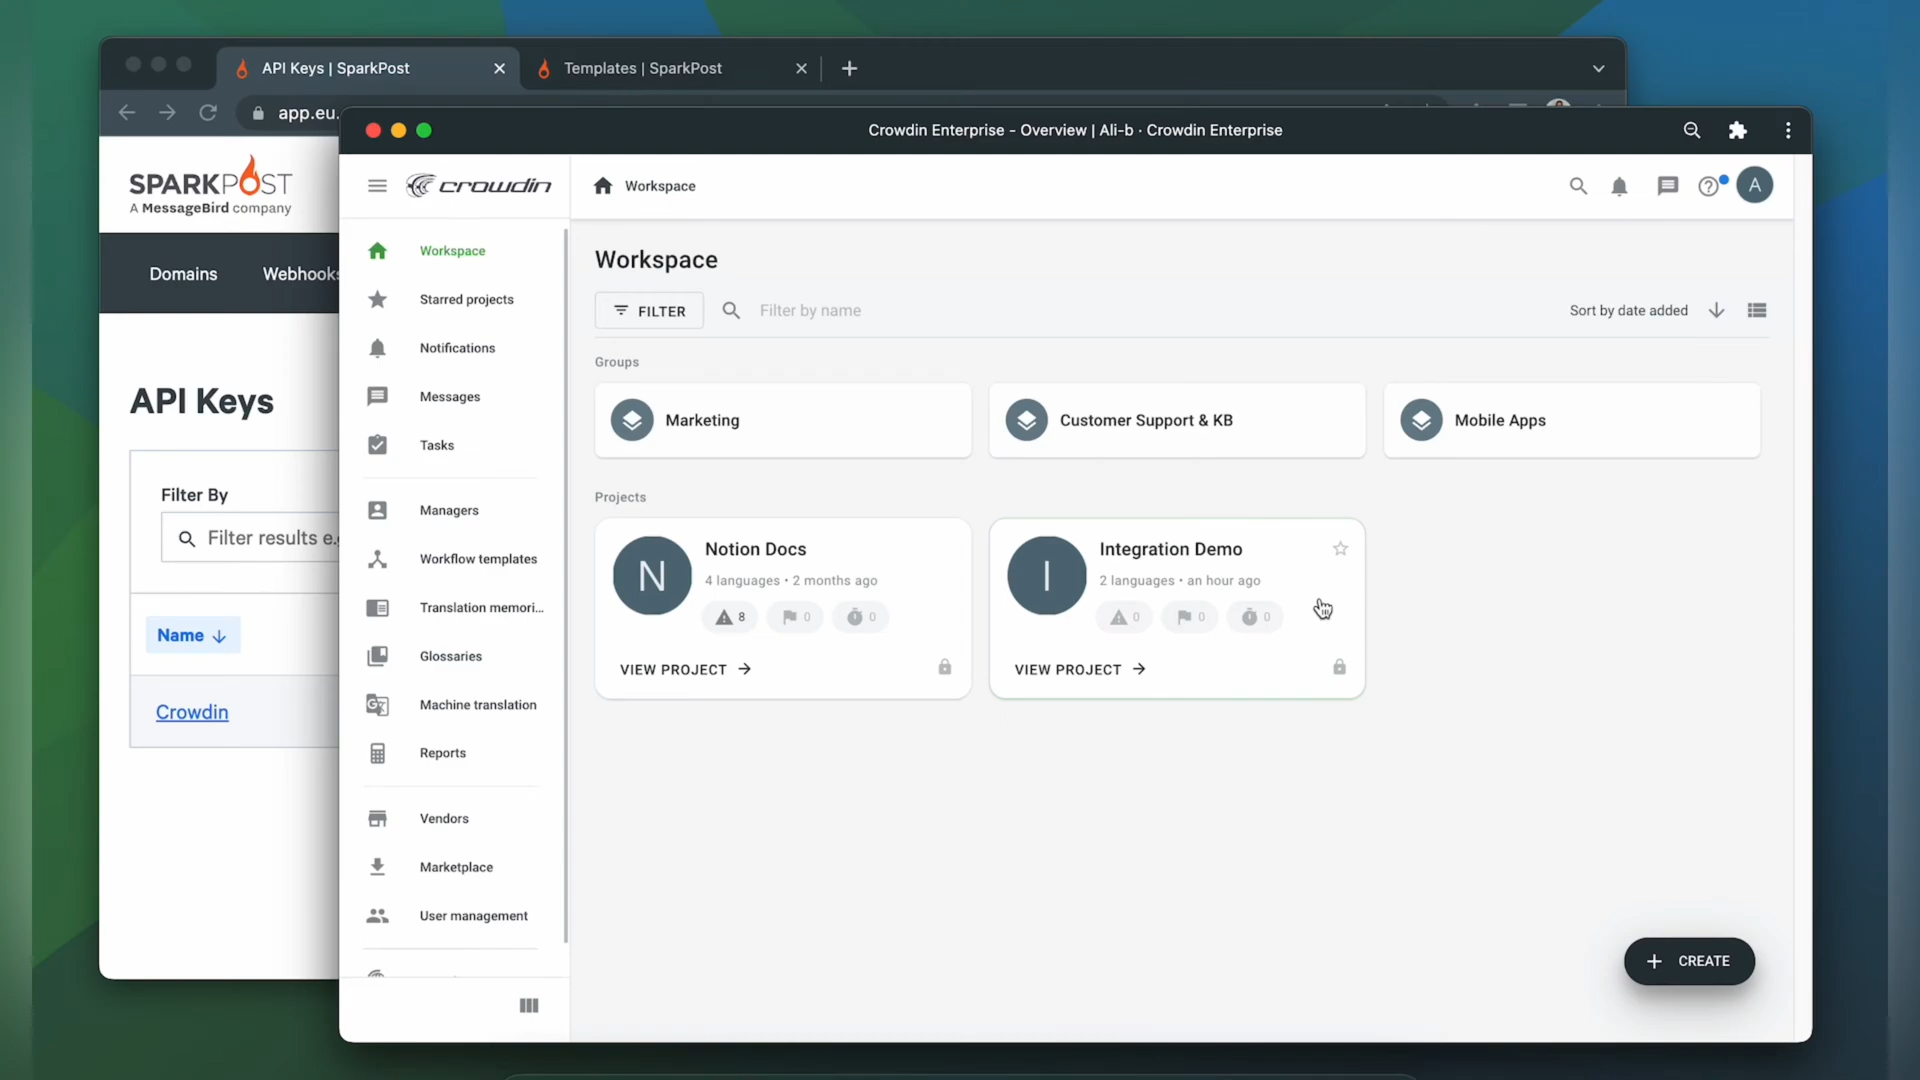 API Keys | SparkPost
Templates | SparkPost
app.eu.
Crowdin Enterprise - Overview | Ali-b · Crowdin Enterprise
SPARKPOST
A MessageBird company
crowdin
Workspace
A
Domains
Webhooks
API Keys
Filter By
Filter results e.g
Name
Crowdin
Workspace
Starred projects
Notifications
Messages
Tasks
Managers
Workflow templates
Translation memori...
Glossaries
Machine translation
Reports
Vendors
Marketplace
User management
Workspace
FILTER
Filter by name
Sort by date added
Groups
Marketing
Customer Support & KB
Mobile Apps
Projects
N
Notion Docs
4 languages • 2 months ago
8
0
0
VIEW PROJECT
I
Integration Demo
2 languages • an hour ago
0
0
0
VIEW PROJECT
CREATE